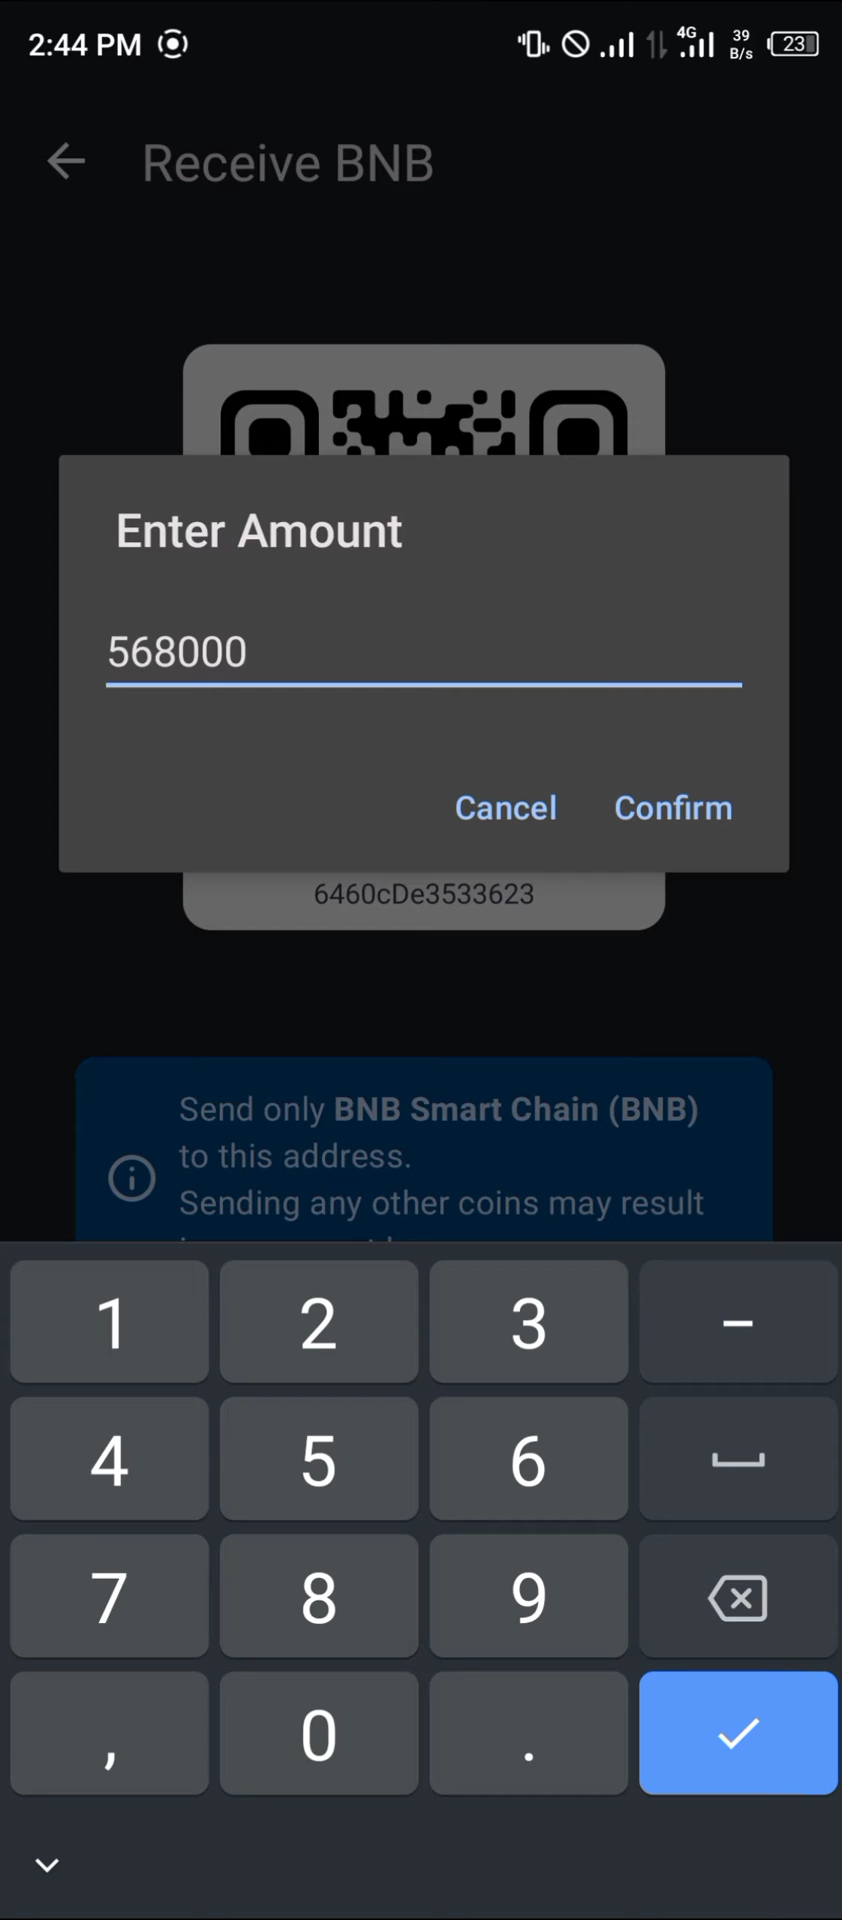 2:44 PM
4G
39
B/s
23
Receive BNB
Enter Amount
568000
Cancel
Confirm
6460cDe3533623
Send only BNB Smart Chain (BNB)
to this address.
Sending any other coins may result
1
2
3
–
4
5
6
7
8
9
,
0
.